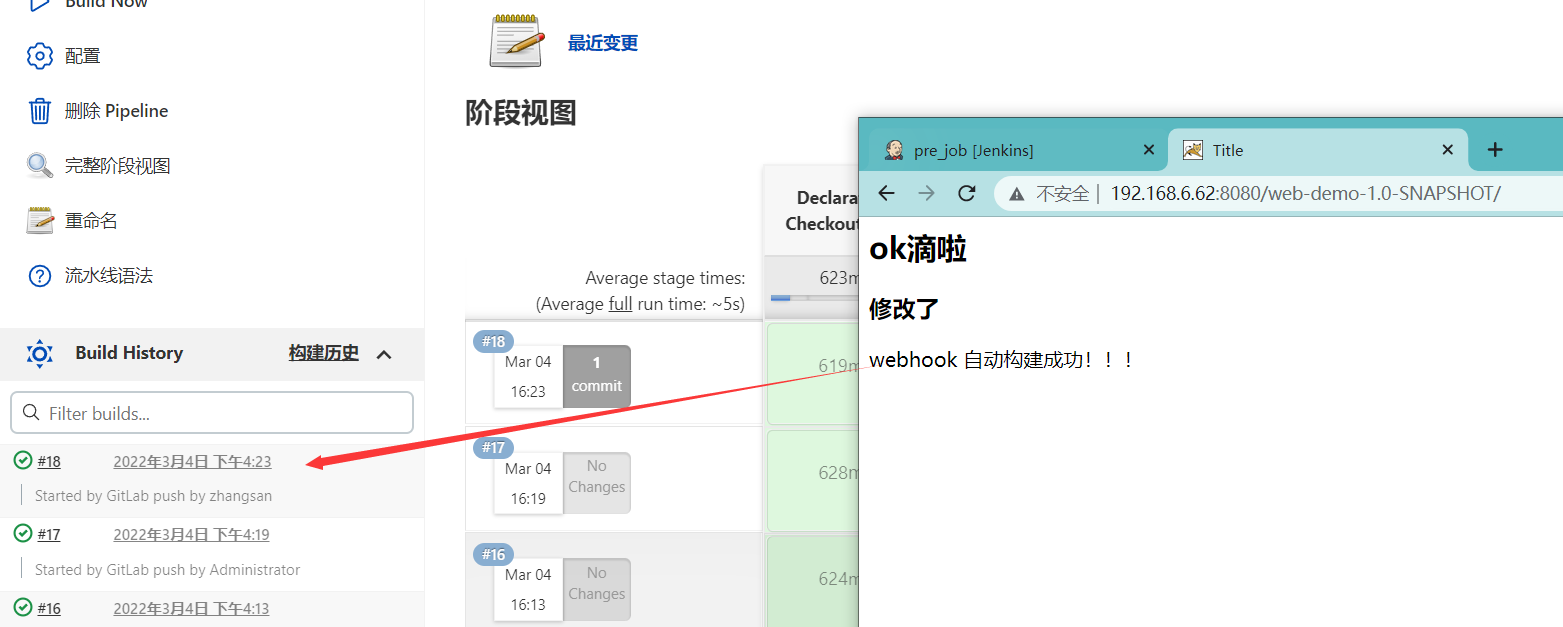 Build Now
配置
删除 Pipeline
完整阶段视图
重命名
流水线语法
Build History
构建历史
Filter builds...
#18
2022年3月4日 下午4:23
Started by GitLab push by zhangsan
#17
2022年3月4日 下午4:19
Started by GitLab push by Administrator
#16
2022年3月4日 下午4:13
最近变更
阶段视图
Declara
Checkout
Average stage times:
623m
(Average full run time: ~5s)
#18
Mar 04
16:23
1
commit
619m
#17
Mar 04
16:19
No
Changes
628m
#16
Mar 04
16:13
No
Changes
624m
pre_job [Jenkins]
Title
不安全
192.168.6.62:8080/web-demo-1.0-SNAPSHOT/
ok滴啦
修改了
webhook 自动构建成功！！！